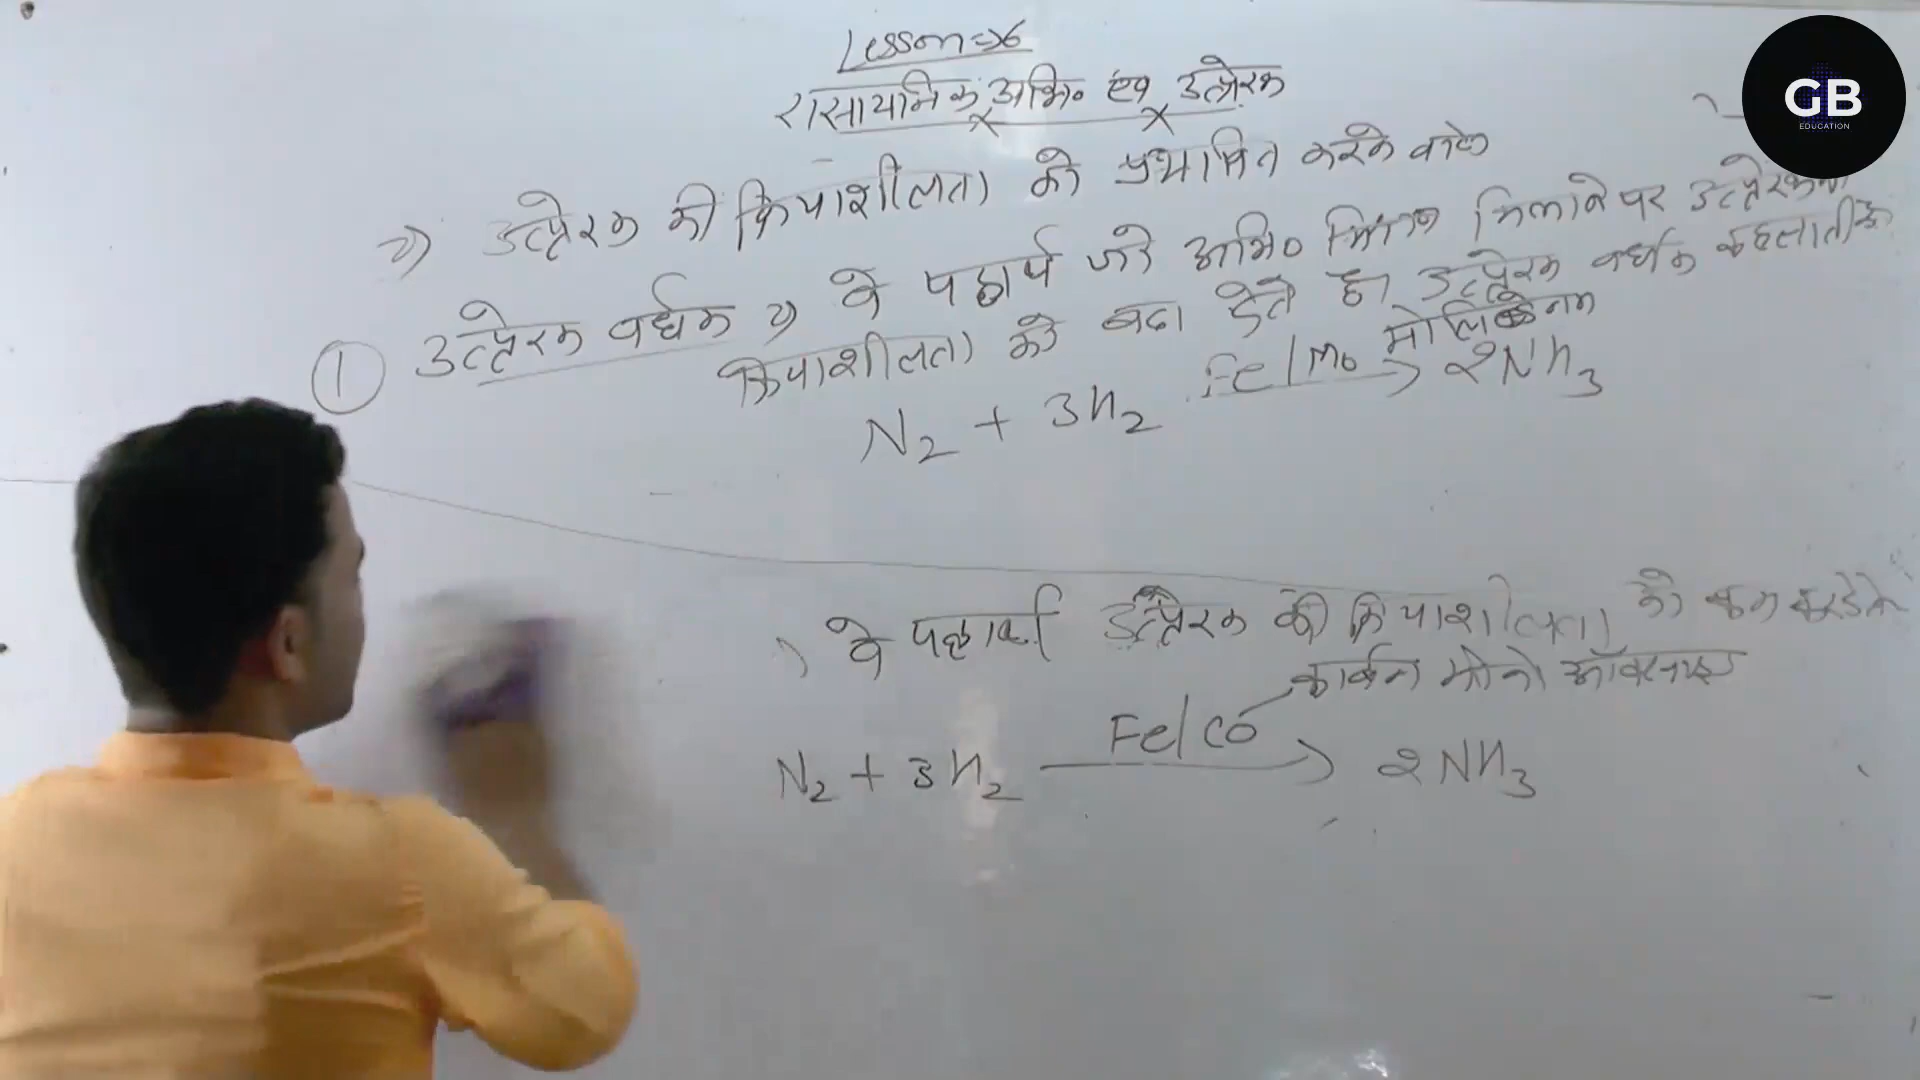 Lesson => 6
रासायनिक अभि० एवं उत्प्रेरक
GB
EDUCATION
=> उत्प्रेरक की क्रियाशीलता को प्रभावित करने वाले
① उत्प्रेरक वर्धक => वे पदार्थ जो अभि० मिश्रण मिलाने पर उत्प्रेरक की
क्रियाशीलता को बढा देते है। उत्प्रेरक वर्धक कहलाती है
मोलिब्डेनम
N₂ + 3H₂ Fe/Mo → 2NH₃
वे पदार्थ उत्प्रेरक की क्रियाशीलता को कम कर देते
कार्बन मोनो ऑक्साइड
N₂ + 3H₂ Fe/CO → 2NH₃